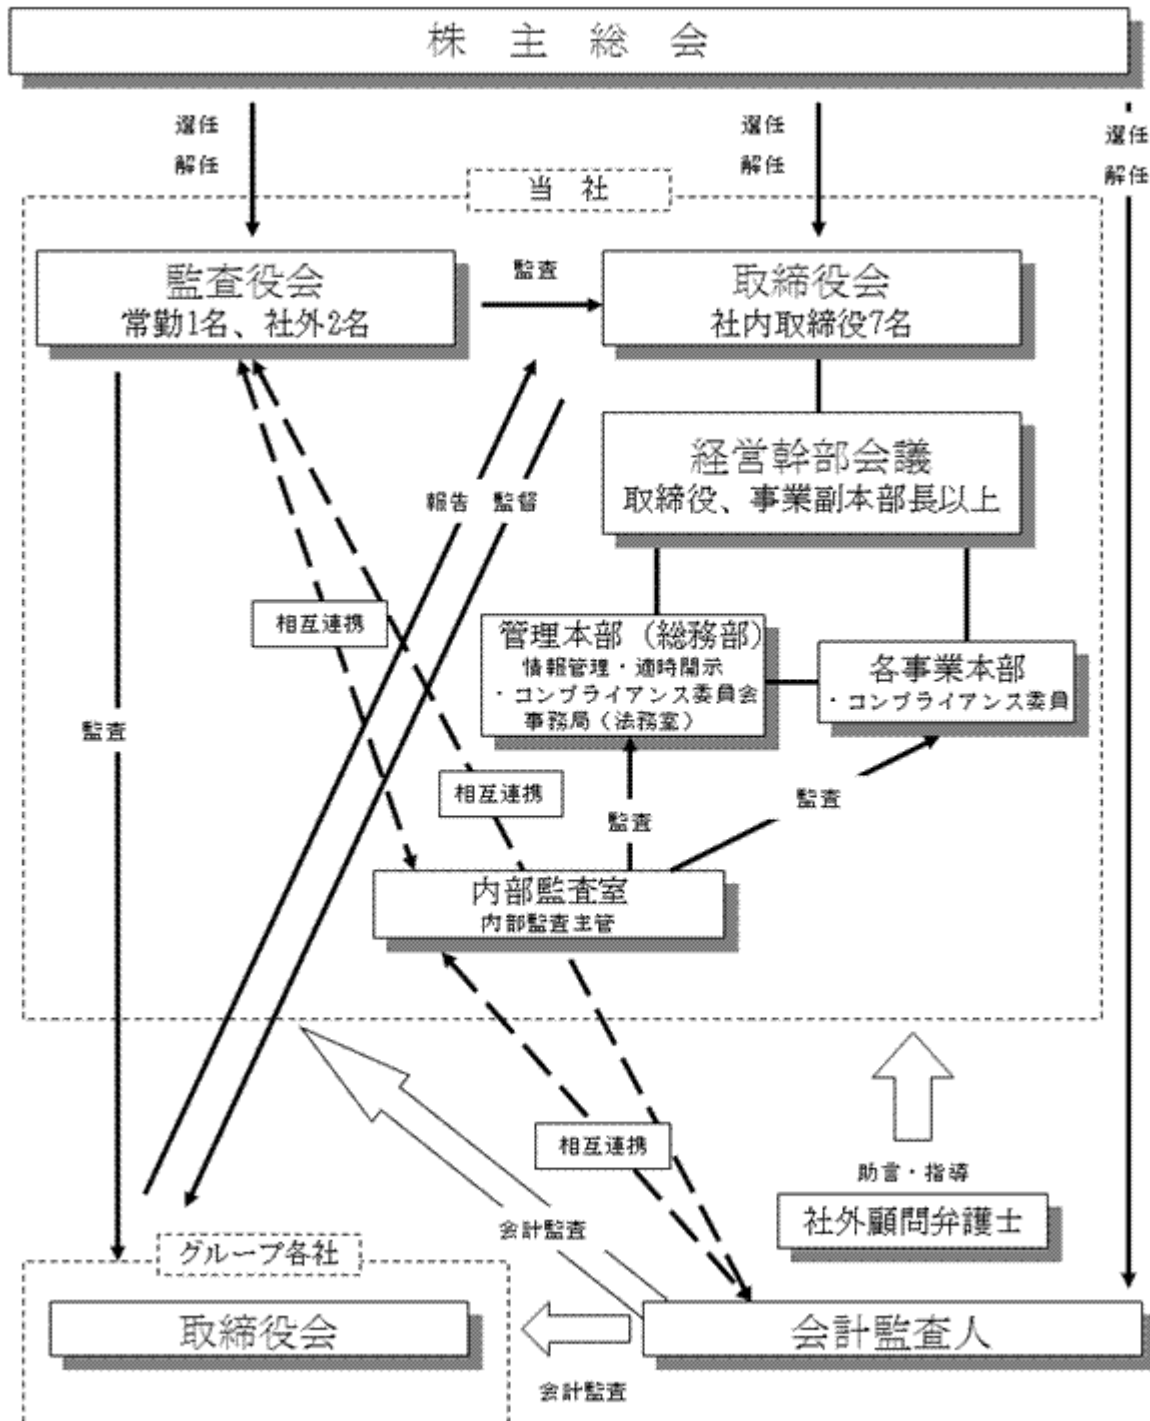 株 主 総 会
選任
解任
選任
解任
選任
解任
当 社
監査役会
常勤1名、社外2名
監査
取締役会
社内取締役7名
経営幹部会議
取締役、事業副本部長以上
報告
監督
相互連携
管理本部（総務部）
情報管理・適時開示
・コンプライアンス委員会
事務局（法務室）
各事業本部
・コンプライアンス委員
監査
相互連携
監査
監査
内部監査室
内部監査主管
相互連携
助言・指導
社外顧問弁護士
会計監査
グループ各社
取締役会
会計監査人
会計監査